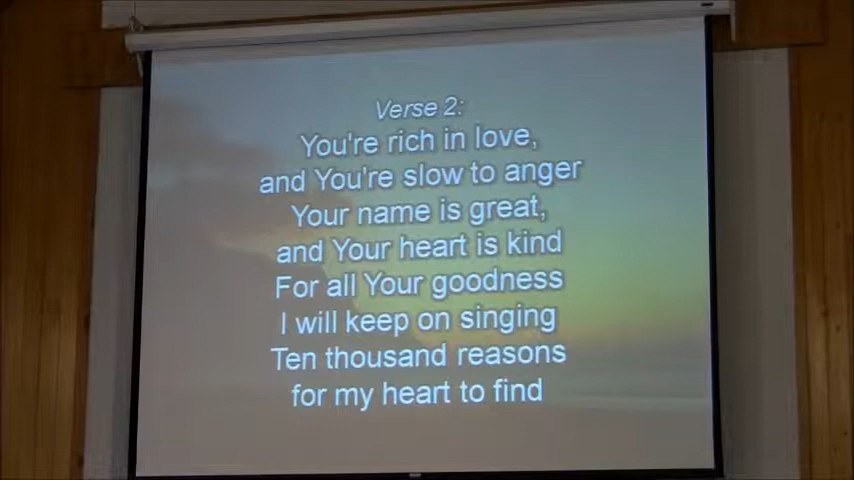 Verse 2:
You're rich in love,
and You're slow to anger
Your name is great,
and Your heart is kind
For all Your goodness
I will keep on singing
Ten thousand reasons
for my heart to find